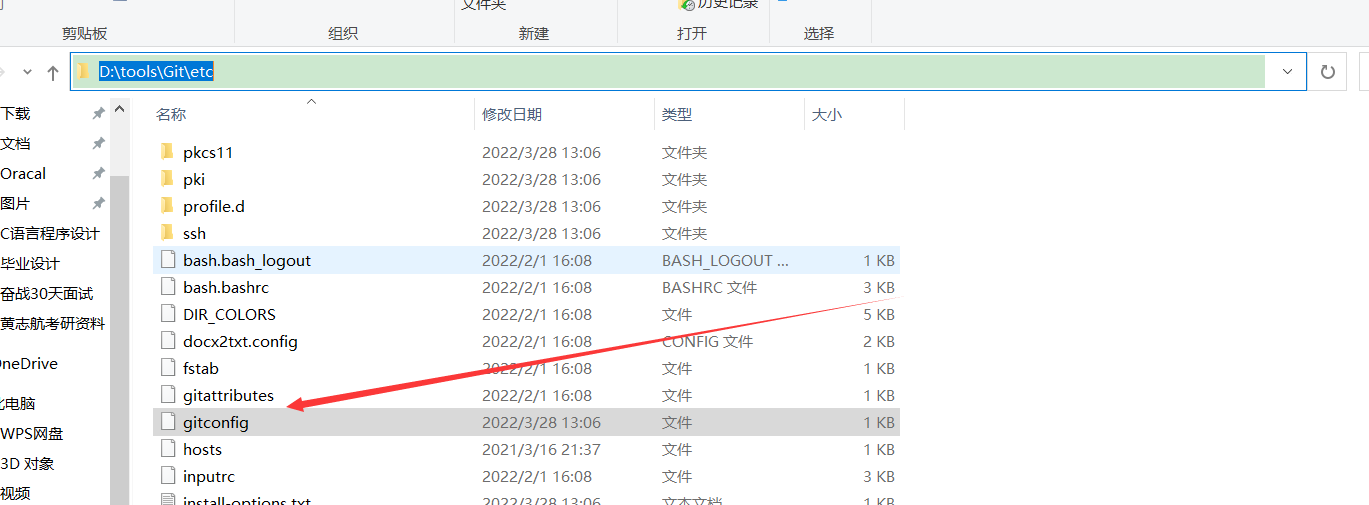 文件夹
历史记录
剪贴板 组织 新建 打开 选择
D:\tools\Git\etc
名称 修改日期 类型 大小
下载
文档
Oracal
图片
C语言程序设计
毕业设计
奋战30天面试
黄志航考研资料
OneDrive
此电脑
WPS网盘
3D 对象
视频
pkcs11 2022/3/28 13:06 文件夹
pki 2022/3/28 13:06 文件夹
profile.d 2022/3/28 13:06 文件夹
ssh 2022/3/28 13:06 文件夹
bash.bash_logout 2022/2/1 16:08 BASH_LOGOUT ... 1 KB
bash.bashrc 2022/2/1 16:08 BASHRC 文件 3 KB
DIR_COLORS 2022/2/1 16:08 文件 5 KB
docx2txt.config 2022/2/1 16:08 CONFIG 文件 2 KB
fstab 2022/2/1 16:08 文件 1 KB
gitattributes 2022/2/1 16:08 文件 1 KB
gitconfig 2022/3/28 13:06 文件 1 KB
hosts 2021/3/16 21:37 文件 1 KB
inputrc 2022/2/1 16:08 文件 3 KB
install-options.txt 2022/3/28 13:06 文本文档 1 KB